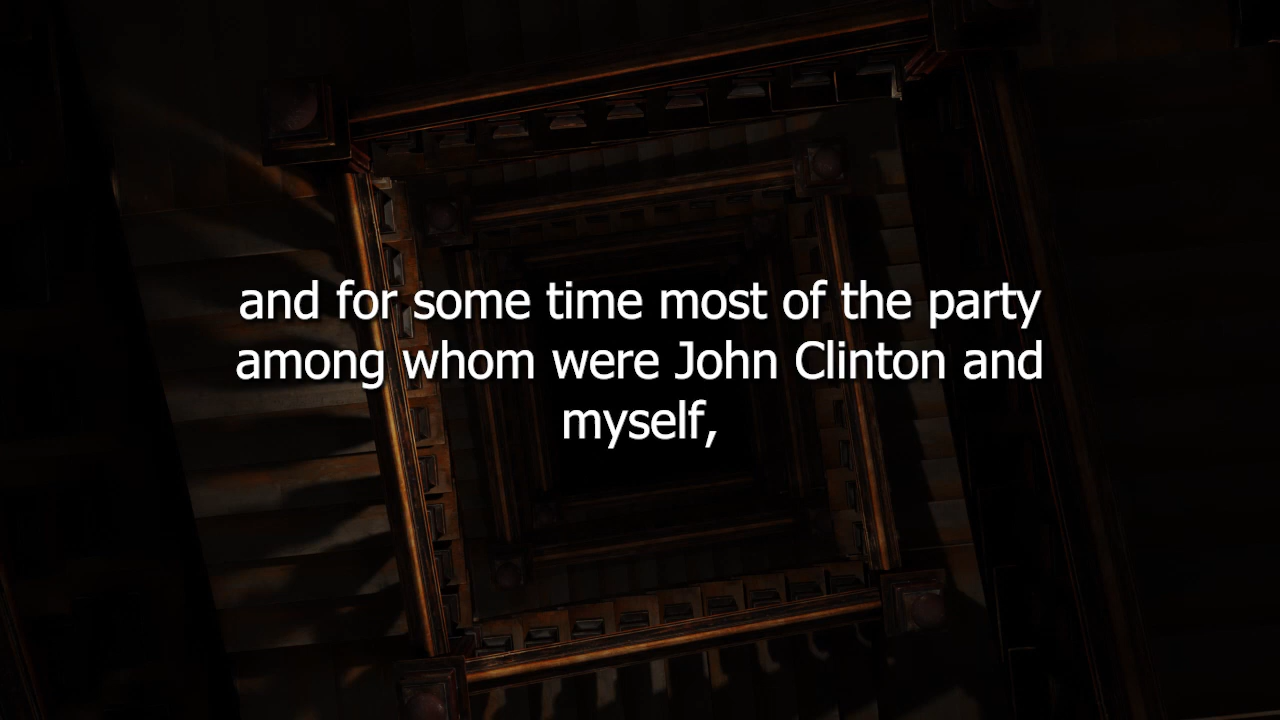 and for some time most of the party
among whom were John Clinton and
myself,